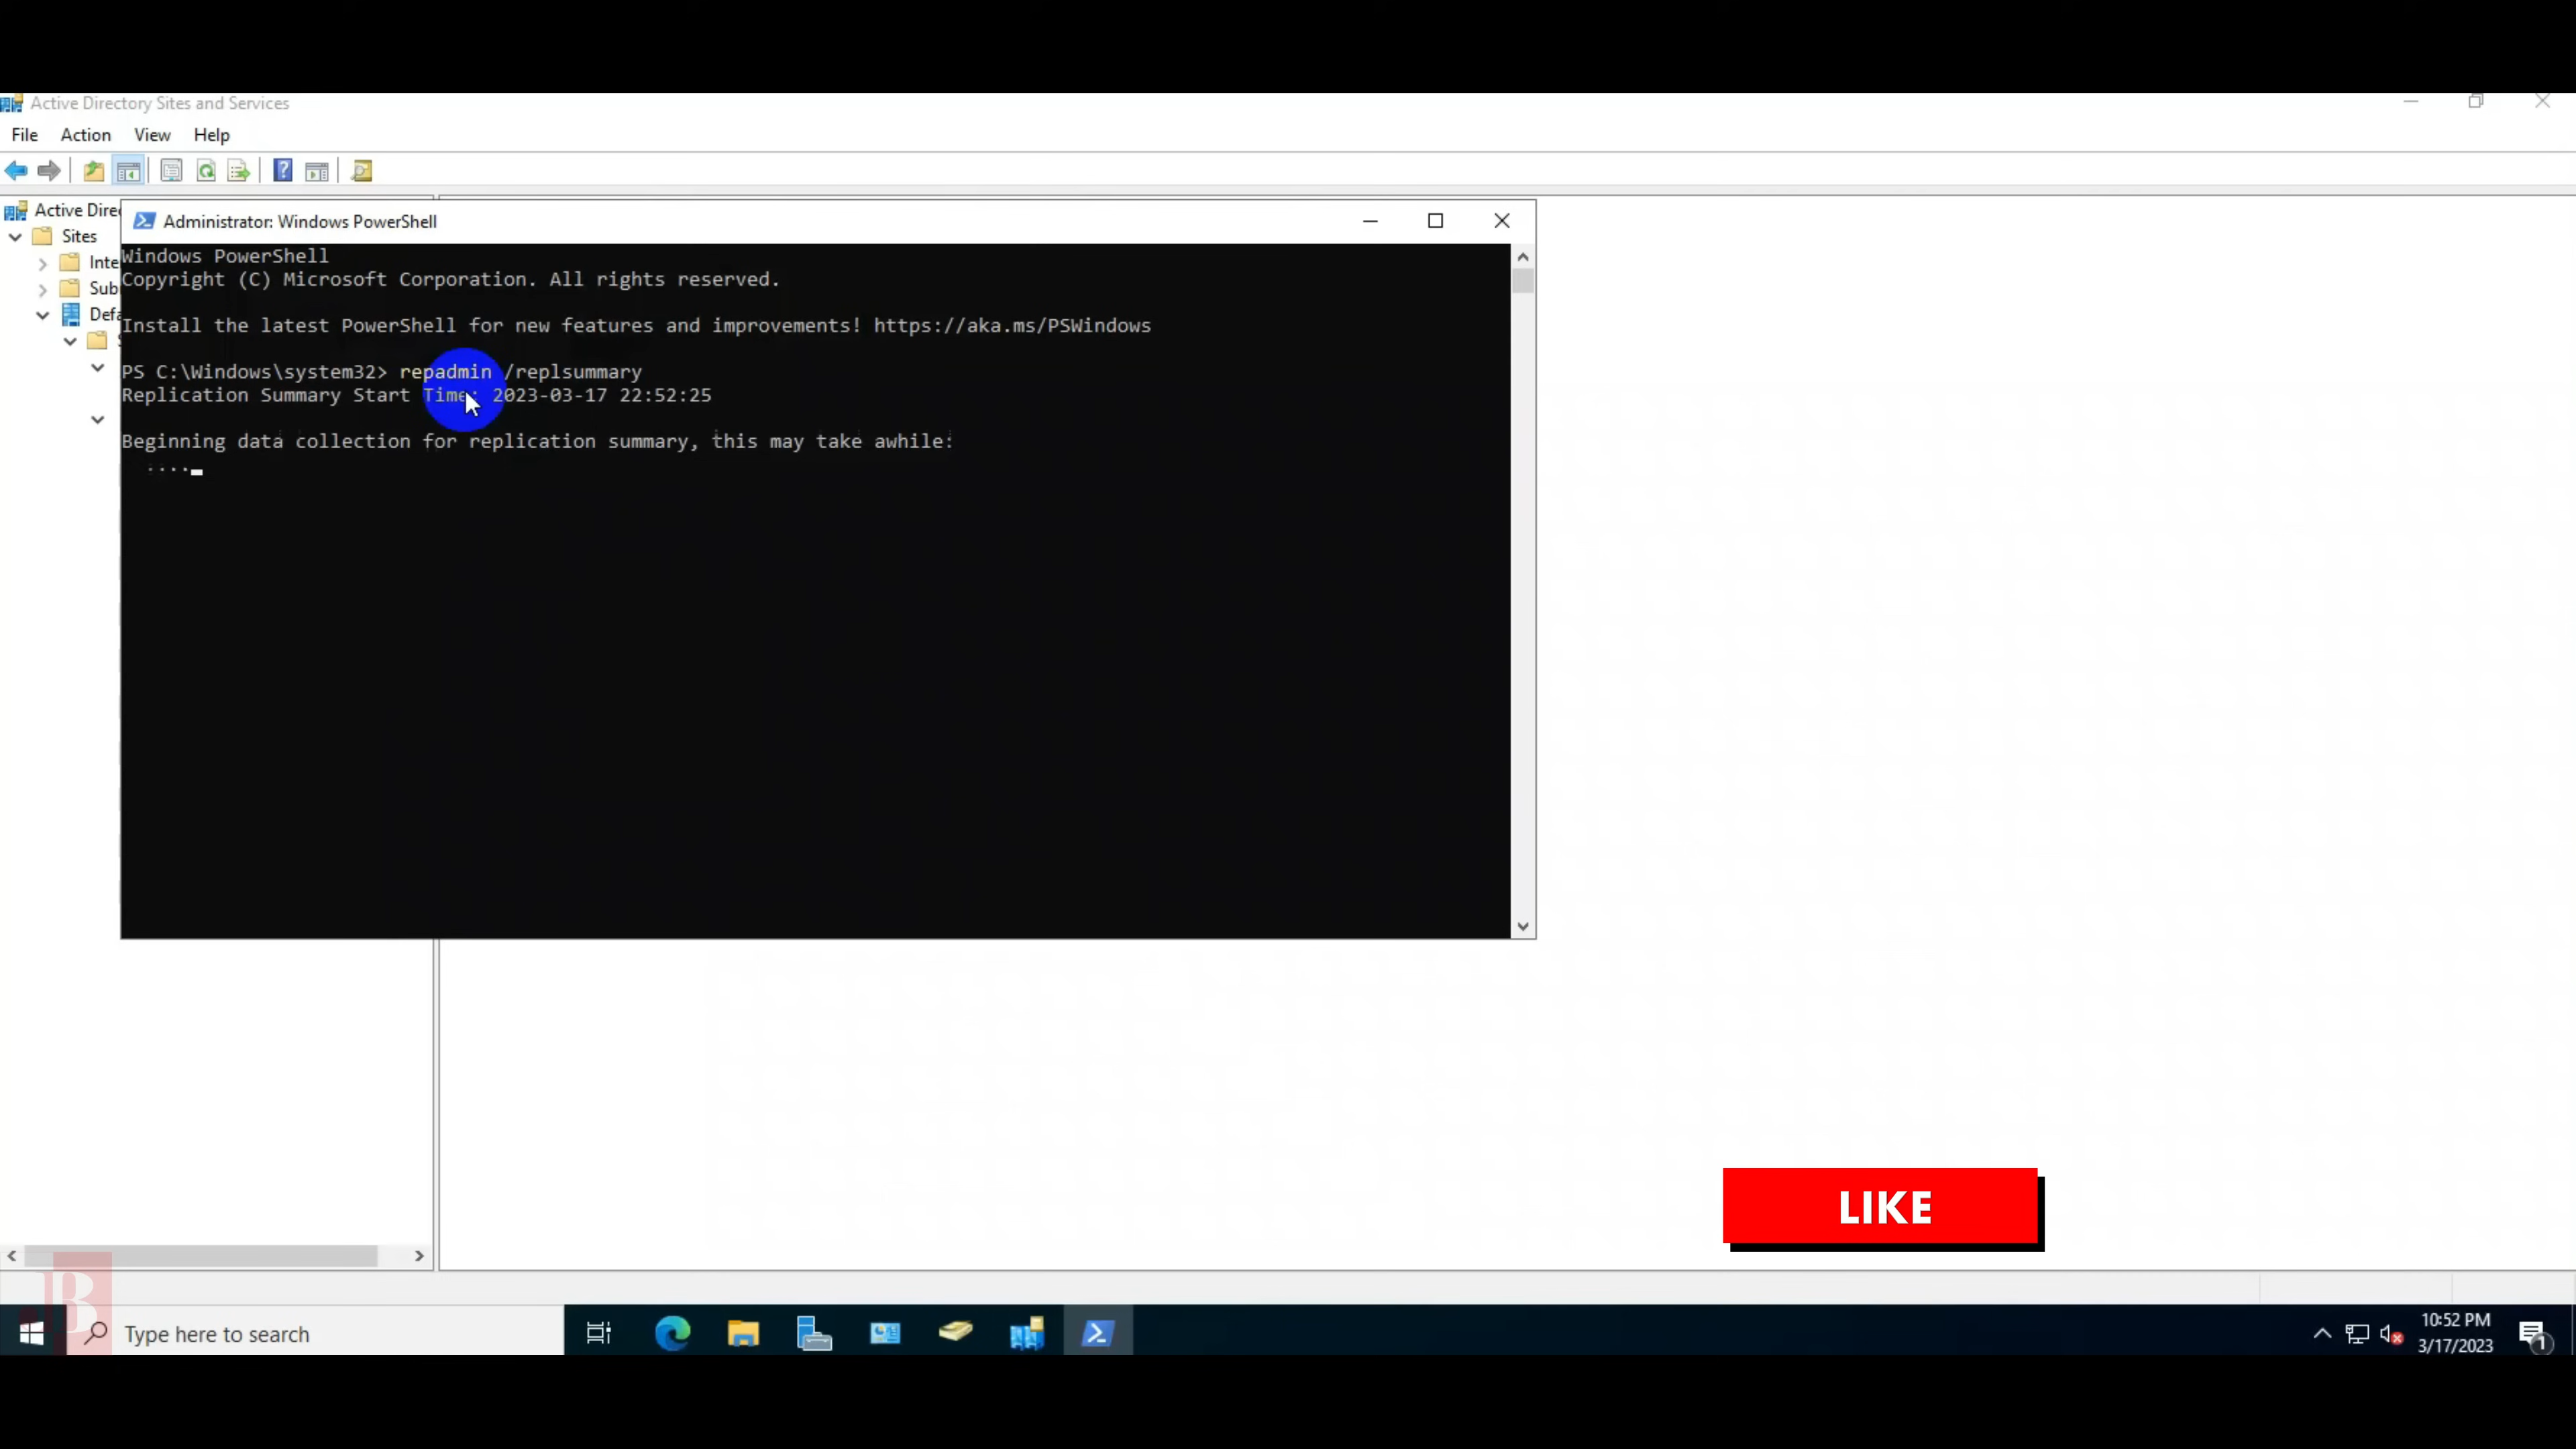 Active Directory Sites and Services
File Action View Help
Active Dire
Sites
Inte
Sub
Defa
Administrator: Windows PowerShell
Windows PowerShell
Copyright (C) Microsoft Corporation. All rights reserved.
Install the latest PowerShell for new features and improvements! https://aka.ms/PSWindows
PS C:\Windows\system32> repadmin /replsummary
Replication Summary Start Time: 2023-03-17 22:52:25
Beginning data collection for replication summary, this may take awhile:
....
LIKE
B
Type here to search
10:52 PM
3/17/2023
1